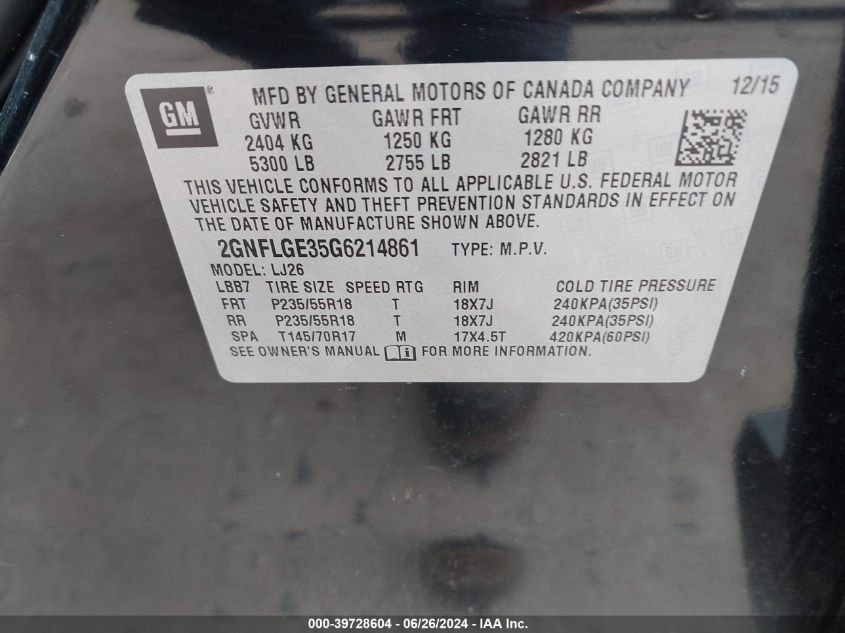 GM ® MFD BY GENERAL MOTORS OF CANADA COMPANY 12/15
GVWR GAWR FRT GAWR RR
2404 KG 1250 KG 1280 KG
5300 LB 2755 LB 2821 LB
THIS VEHICLE CONFORMS TO ALL APPLICABLE U.S. FEDERAL MOTOR
VEHICLE SAFETY AND THEFT PREVENTION STANDARDS IN EFFECT ON
THE DATE OF MANUFACTURE SHOWN ABOVE.
2GNFLGE35G6214861 TYPE: M.P.V.
MODEL: LJ26
LBB7 TIRE SIZE SPEED RTG RIM COLD TIRE PRESSURE
FRT P235/55R18 T 18X7J 240KPA(35PSI)
RR P235/55R18 T 18X7J 240KPA(35PSI)
SPA T145/70R17 M 17X4.5T 420KPA(60PSI)
SEE OWNER'S MANUAL i FOR MORE INFORMATION.
000-39728604 - 06/26/2024 - IAA Inc.